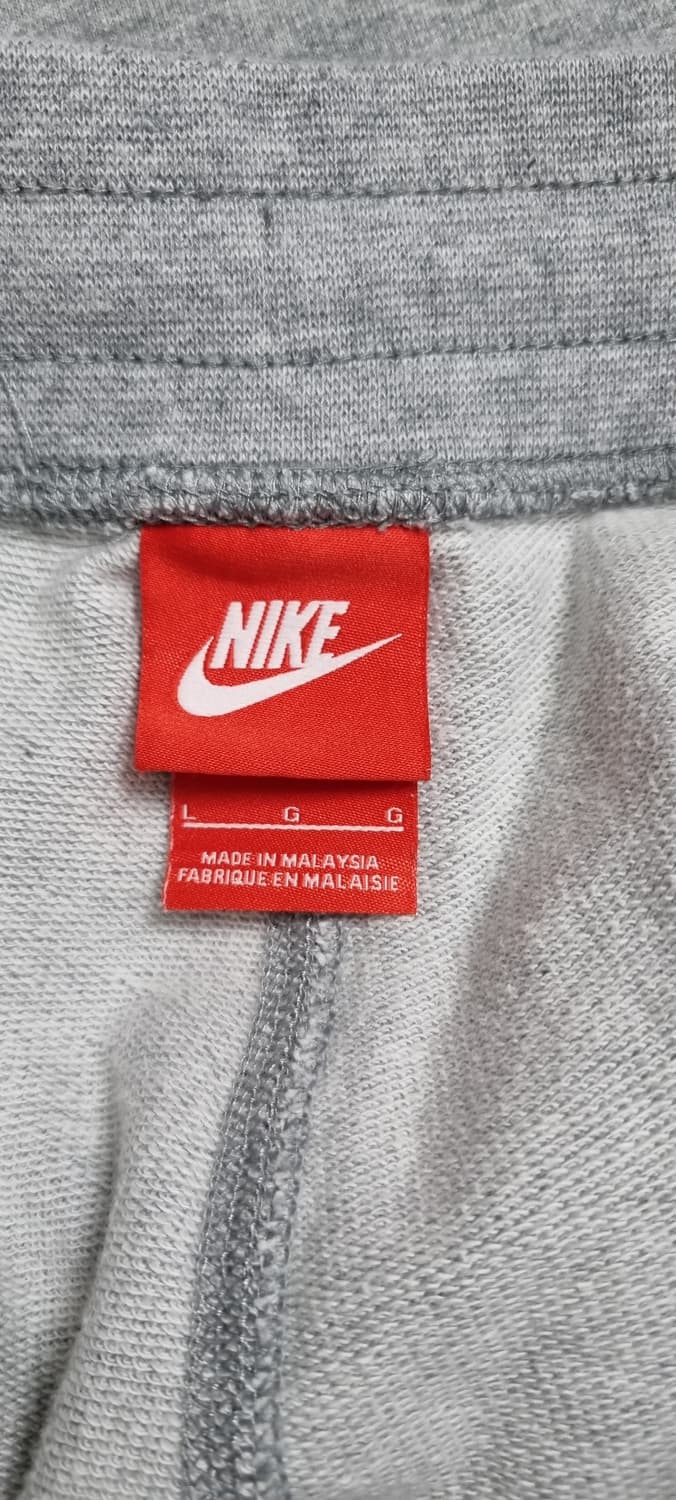 NIKE
L G G
MADE IN MALAYSIA
FABRIQUE EN MALAISIE